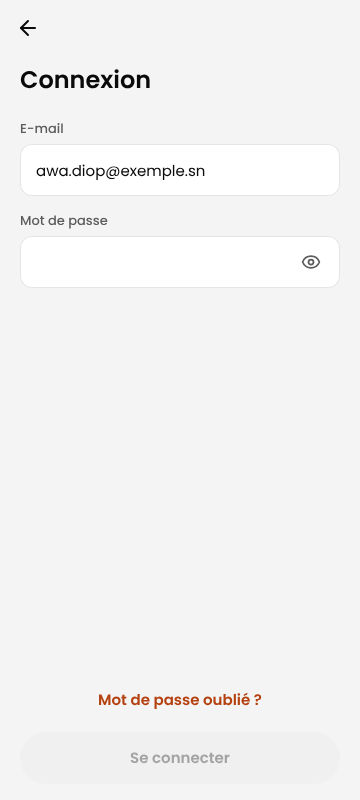 Connexion
E-mail
awa.diop@exemple.sn
Mot de passe
Mot de passe oublié ?
Se connecter